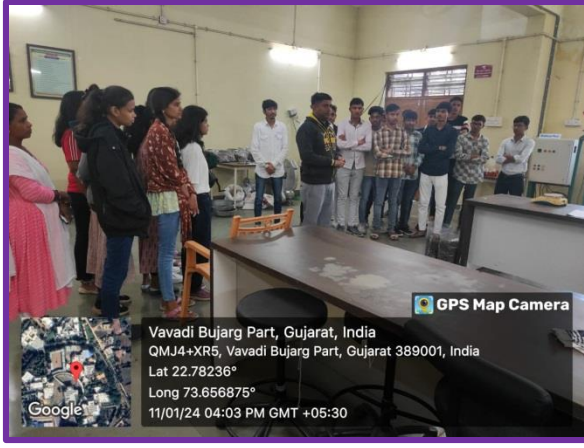 GPS Map Camera
Vavadi Bujarg Part, Gujarat, India
QMJ4+XR5, Vavadi Bujarg Part, Gujarat 389001, India
Lat 22.78236°
Long 73.656875°
11/01/24 04:03 PM GMT +05:30
Google